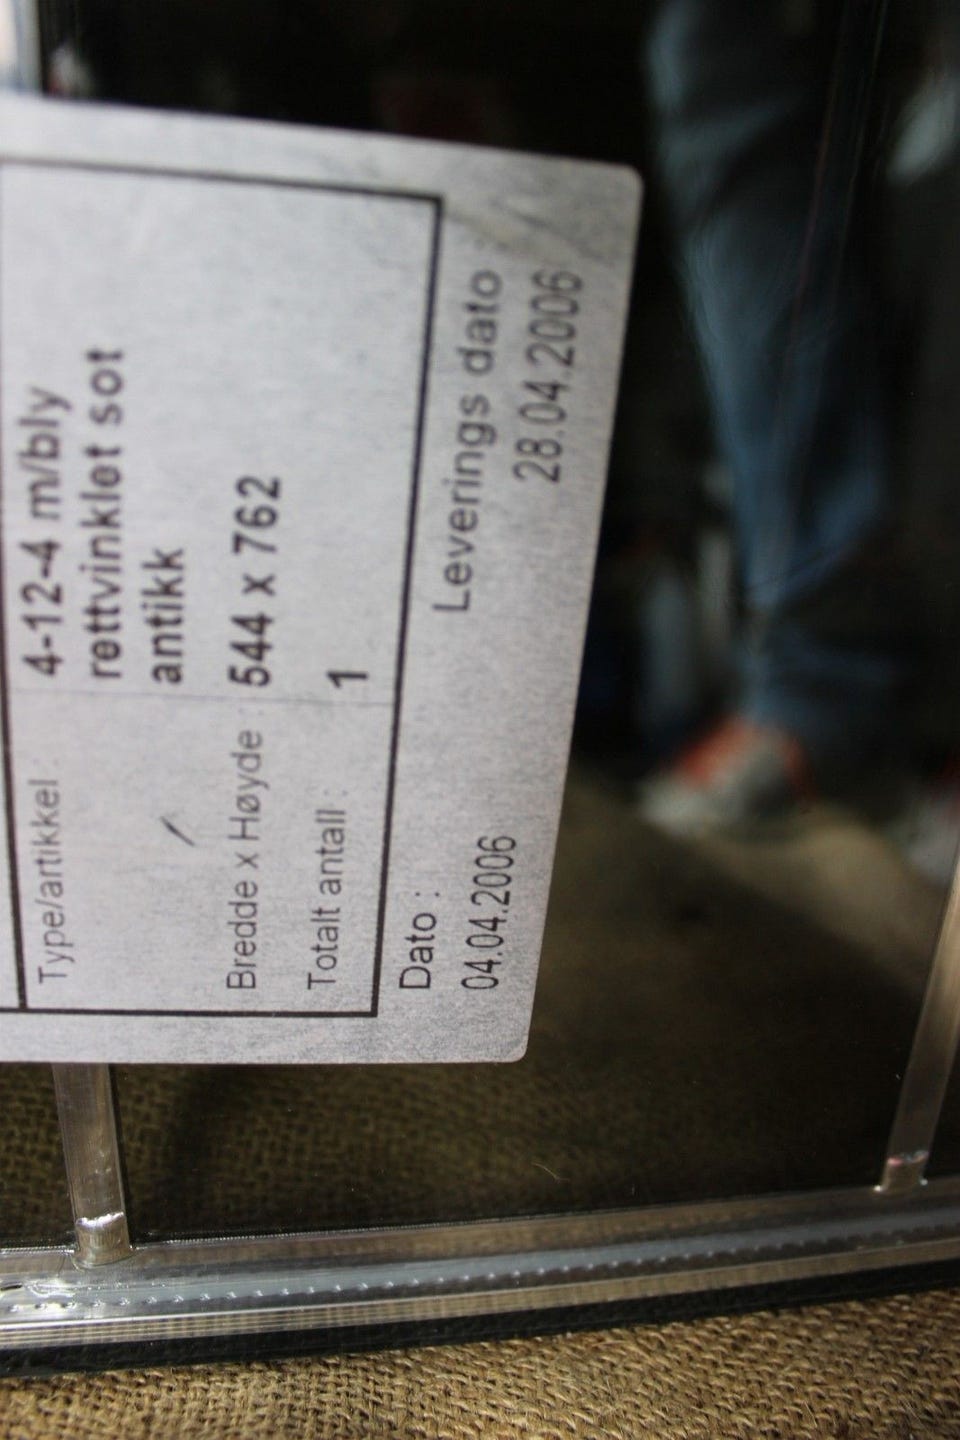 Type/artikkel : 4-12-4 m/bly
rettvinklet sot
antikk
Bredde x Høyde : 544 x 762
Totalt antall : 1
Dato : Leverings dato
04.04.2006 28.04.2006